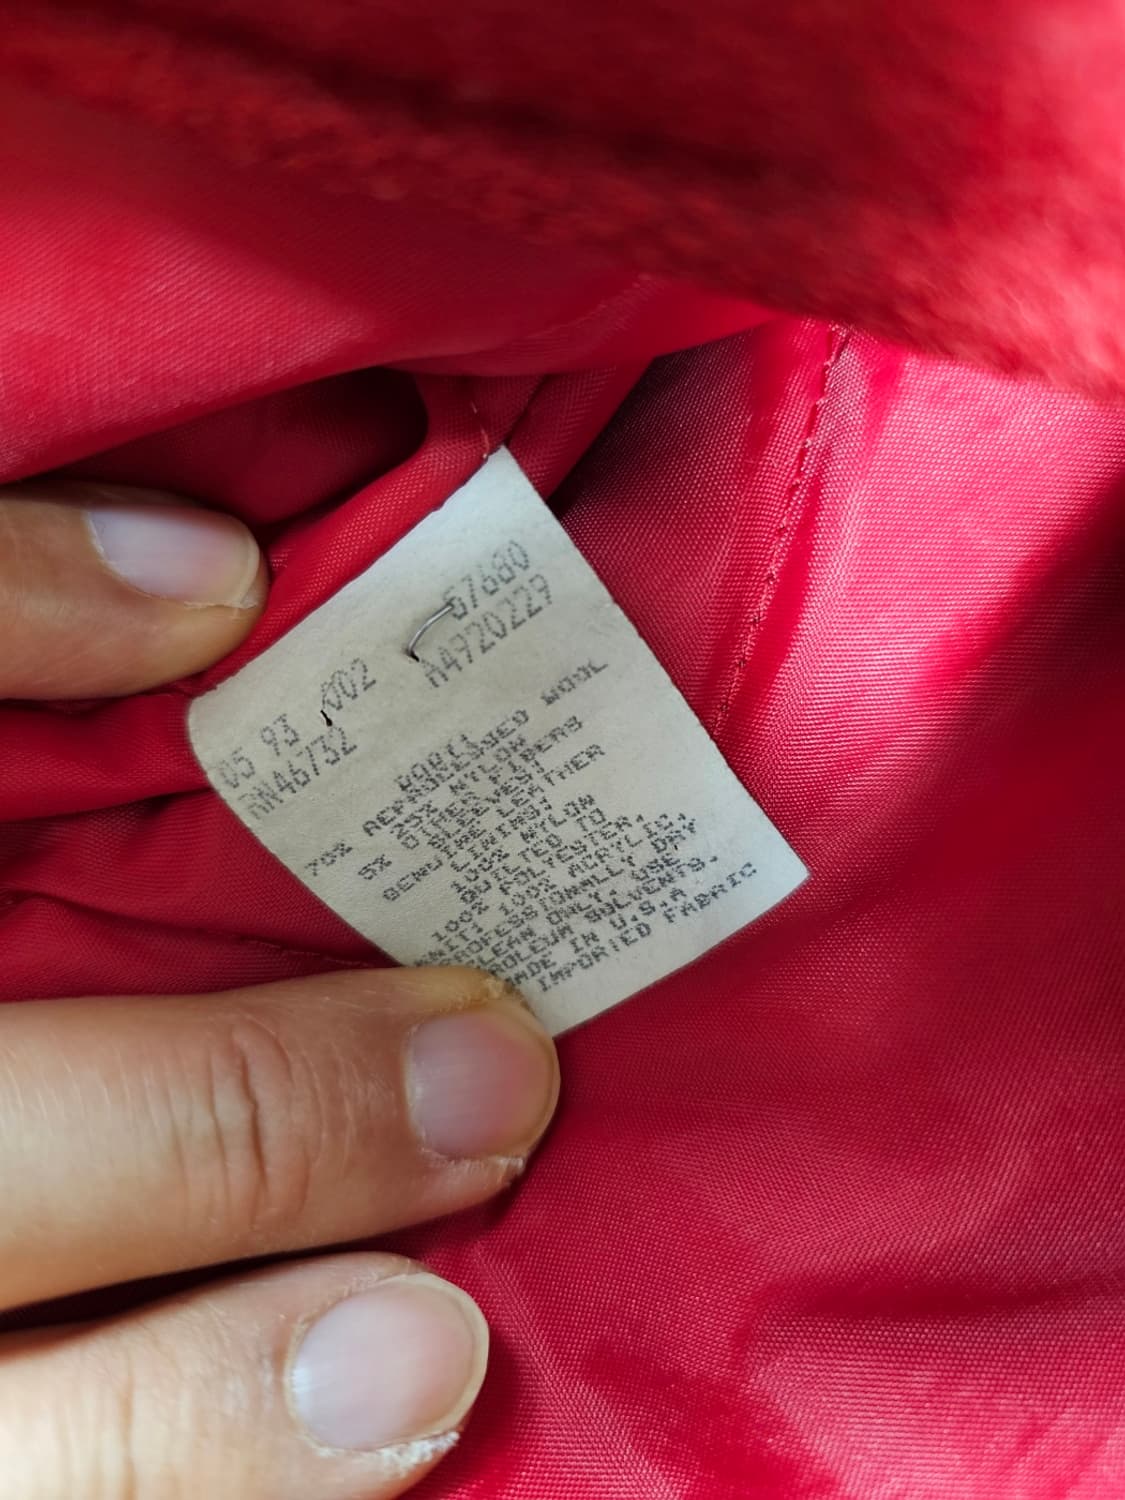 05 93 002 67680
RN46732 A4920229
BODY:
70% REPROCESSED WOOL
25% NYLON
5% OTHER FIBERS
SLEEVES:
GENUINE LEATHER
LINING:
100% NYLON
QUILTED TO
100% POLYESTER.
KNIT: 100% ACRYLIC.
PROFESSIONALLY DRY
CLEAN ONLY. USE
PETROLEUM SOLVENTS.
MADE IN U.S.A
IMPORTED FABRIC